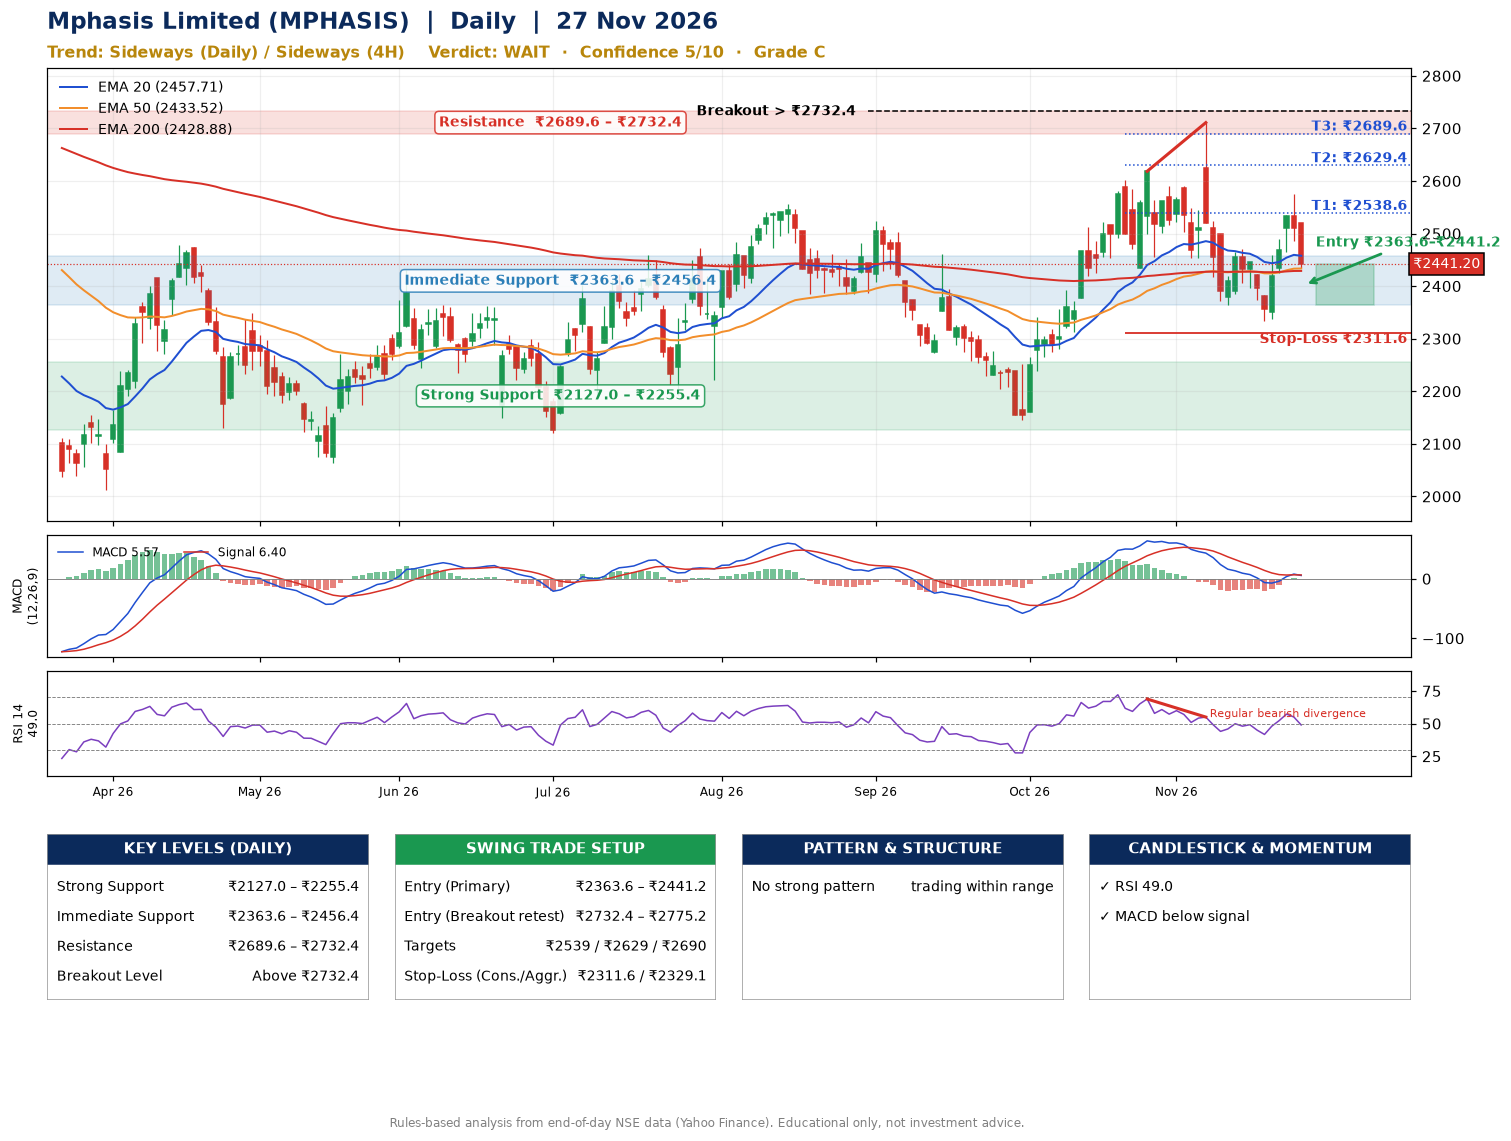 Mphasis Limited (MPHASIS) | Daily | 27 Nov 2026
Trend: Sideways (Daily) / Sideways (4H) Verdict: WAIT · Confidence 5/10 · Grade C
EMA 20 (2457.71)
EMA 50 (2433.52)
EMA 200 (2428.88)
Resistance ₹2689.6 – ₹2732.4
Breakout > ₹2732.4
T3: ₹2689.6
T2: ₹2629.4
T1: ₹2538.6
Entry ₹2363.6–₹2441.2
₹2441.20
Immediate Support ₹2363.6 – ₹2456.4
Stop-Loss ₹2311.6
Strong Support ₹2127.0 – ₹2255.4
2800
2700
2600
2500
2400
2300
2200
2100
2000
MACD 5.57 Signal 6.40
MACD
(12,26,9)
0
−100
RSI 14
49.0
Regular bearish divergence
75
50
25
Apr 26 May 26 Jun 26 Jul 26 Aug 26 Sep 26 Oct 26 Nov 26
KEY LEVELS (DAILY)
Strong Support ₹2127.0 – ₹2255.4
Immediate Support ₹2363.6 – ₹2456.4
Resistance ₹2689.6 – ₹2732.4
Breakout Level Above ₹2732.4
SWING TRADE SETUP
Entry (Primary) ₹2363.6 – ₹2441.2
Entry (Breakout retest) ₹2732.4 – ₹2775.2
Targets ₹2539 / ₹2629 / ₹2690
Stop-Loss (Cons./Aggr.) ₹2311.6 / ₹2329.1
PATTERN & STRUCTURE
No strong pattern trading within range
CANDLESTICK & MOMENTUM
✓ RSI 49.0
✓ MACD below signal
Rules-based analysis from end-of-day NSE data (Yahoo Finance). Educational only, not investment advice.